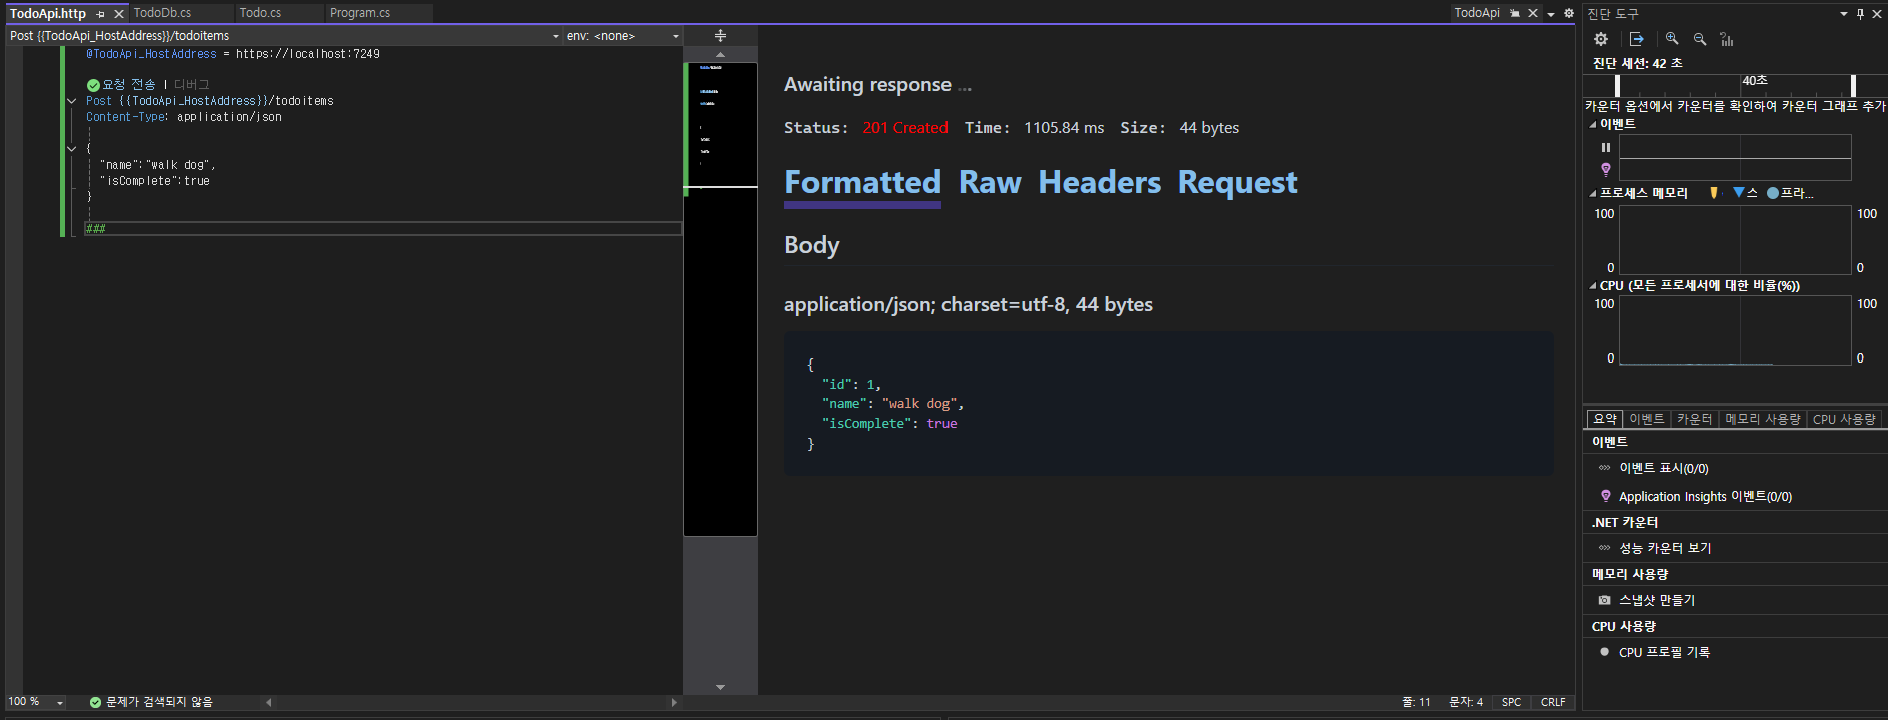 TodoApi.http
TodoDb.cs
Todo.cs
Program.cs
TodoApi
Post {{TodoApi_HostAddress}}/todoitems
env: <none>
@TodoApi_HostAddress = https://localhost:7249
요청 전송 | 디버그
Post {{TodoApi_HostAddress}}/todoitems
Content-Type: application/json
{
"name":"walk dog",
"isComplete":true
}
###
100 %
문제가 검색되지 않음
Awaiting response ...
Status: 201 Created Time: 1105.84 ms Size: 44 bytes
Formatted Raw Headers Request
Body
application/json; charset=utf-8, 44 bytes
{
"id": 1,
"name": "walk dog",
"isComplete": true
}
줄: 11 문자: 4 SPC CRLF
진단 도구
진단 세션: 42 초
40초
카운터 옵션에서 카운터를 확인하여 카운터 그래프 추가
이벤트
프로세스 메모리 스 프라...
100 100
0 0
CPU (모든 프로세서에 대한 비율(%))
100 100
0 0
요약 이벤트 카운터 메모리 사용량 CPU 사용량
이벤트
이벤트 표시(0/0)
Application Insights 이벤트(0/0)
.NET 카운터
성능 카운터 보기
메모리 사용량
스냅샷 만들기
CPU 사용량
CPU 프로필 기록